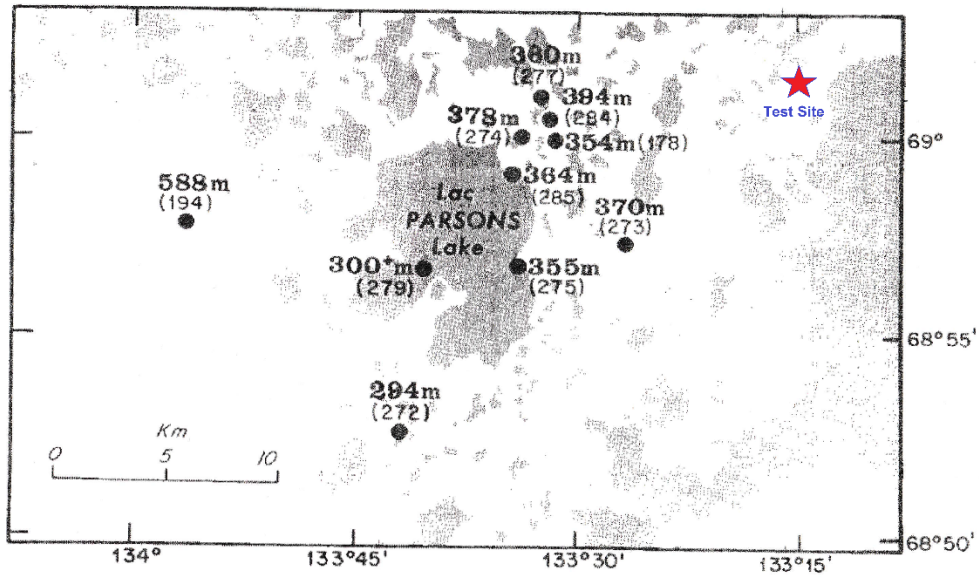 380m
(277)
394m
(284)
378m
(274)
354m (178)
364m
(285)
588m
(194)
370m
(273)
Lac
PARSONS
Lake
300⁺m
(279)
355m
(275)
294m
(272)
Test Site
Km
0 5 10
69°
68°55'
68°50'
134° 133°45' 133°30' 133°15'